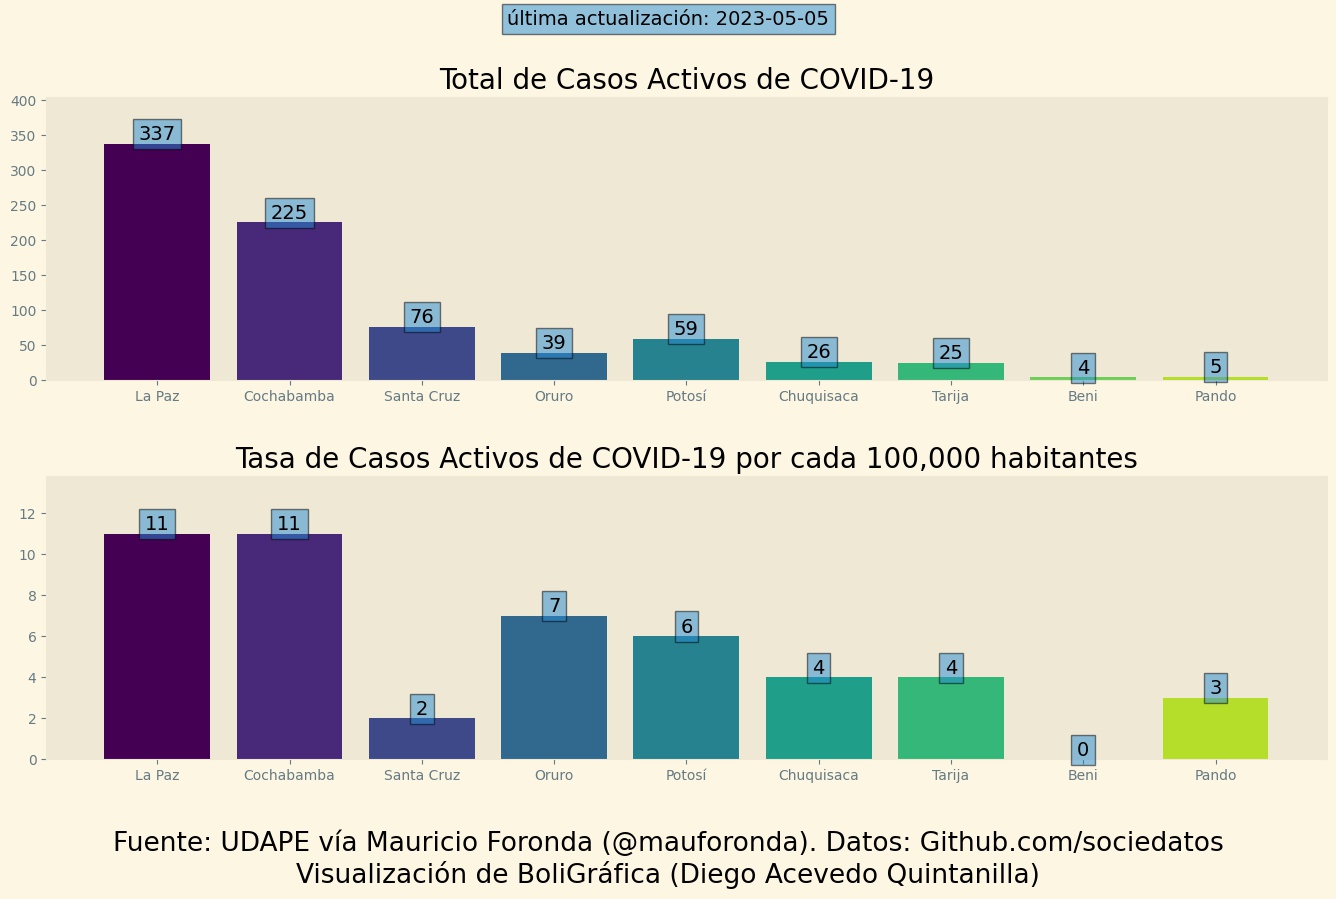 última actualización: 2023-05-05
Total de Casos Activos de COVID-19
400
350
300
250
200
150
100
50
0
337
225
76
39
59
26
25
4
5
La Paz
Cochabamba
Santa Cruz
Oruro
Potosí
Chuquisaca
Tarija
Beni
Pando
Tasa de Casos Activos de COVID-19 por cada 100,000 habitantes
12
10
8
6
4
2
0
11
11
2
7
6
4
4
0
3
La Paz
Cochabamba
Santa Cruz
Oruro
Potosí
Chuquisaca
Tarija
Beni
Pando
Fuente: UDAPE vía Mauricio Foronda (@mauforonda). Datos: Github.com/sociedatos
Visualización de BoliGráfica (Diego Acevedo Quintanilla)